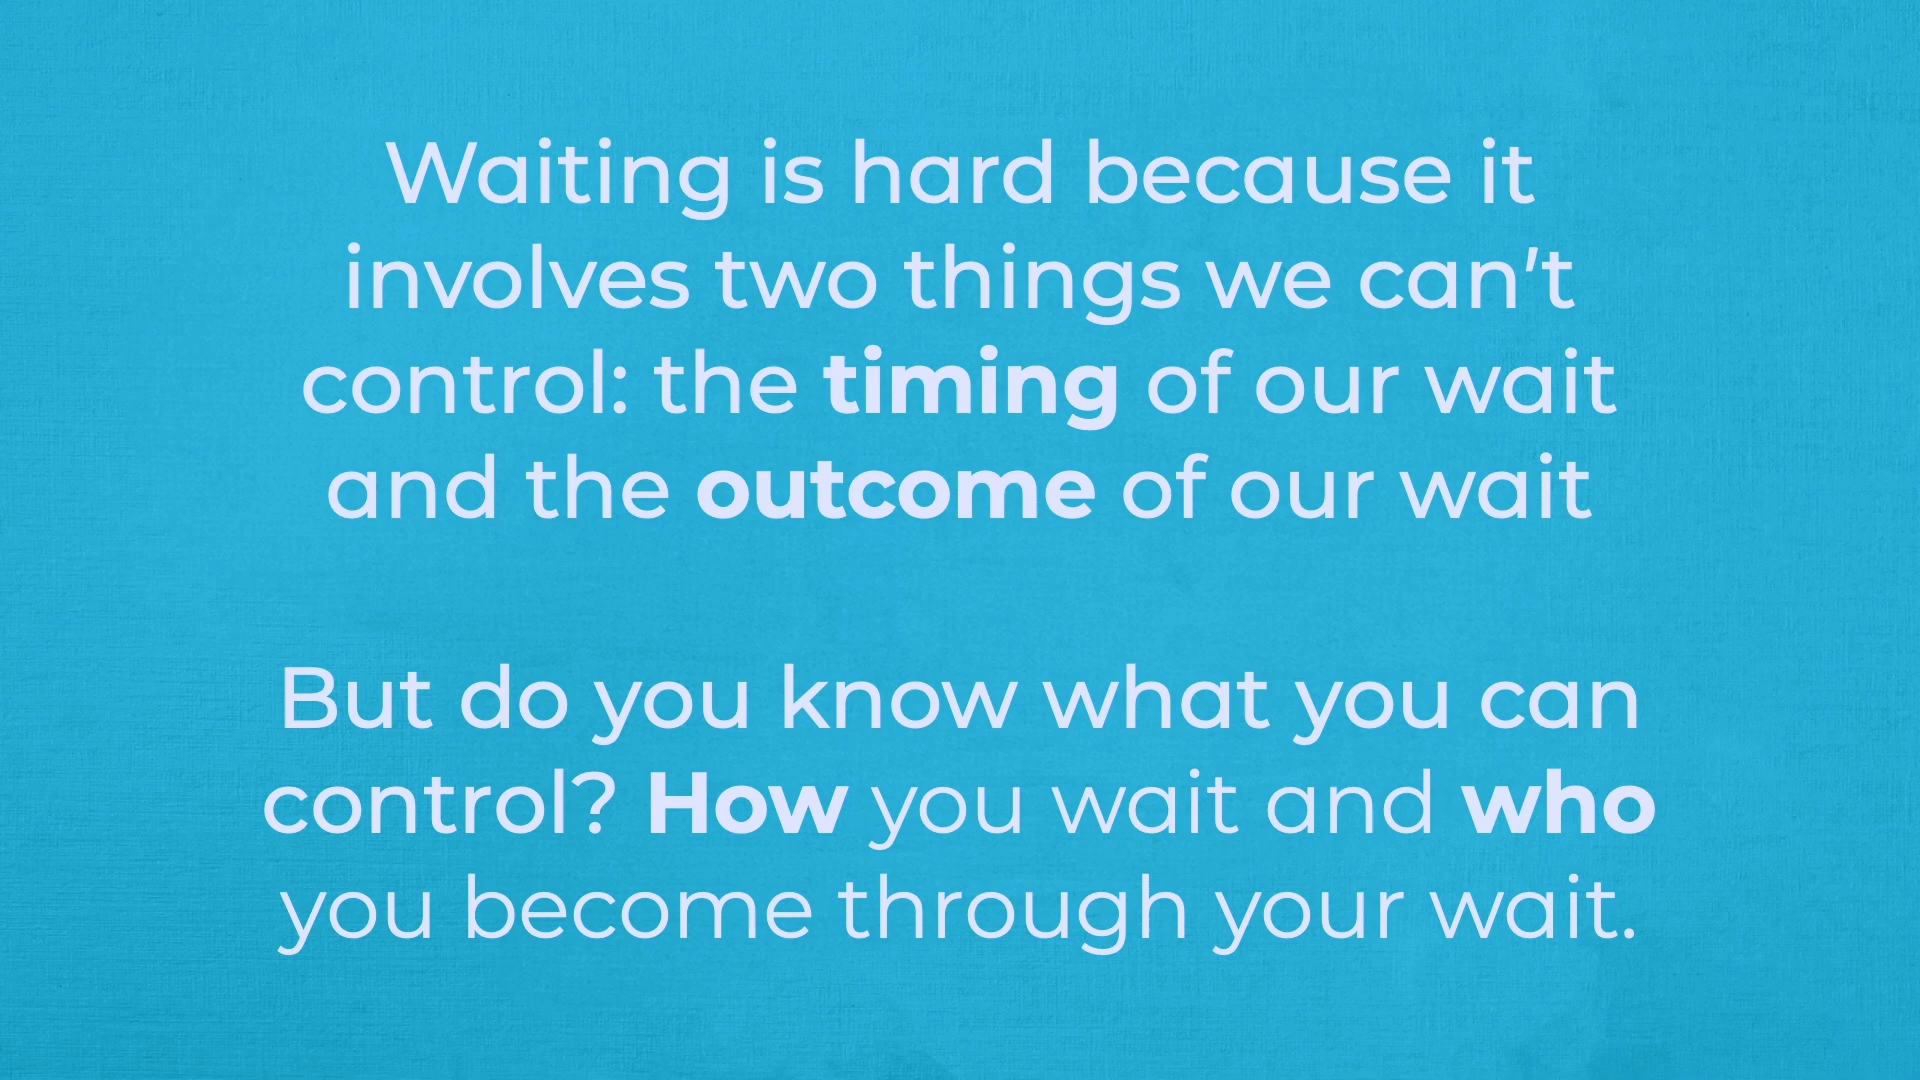 Waiting is hard because it
involves two things we can't
control: the timing of our wait
and the outcome of our wait
But do you know what you can
control? How you wait and who
you become through your wait.